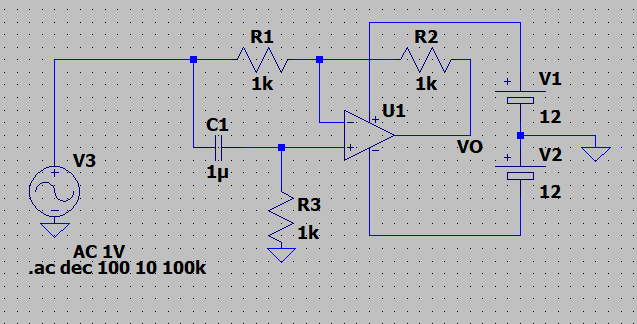 R1
1k
R2
1k
+
V1
12
C1
1µ
U1
+
−
+
−
VO
+
V2
12
V3
+
−
R3
1k
AC 1V
.ac dec 100 10 100k